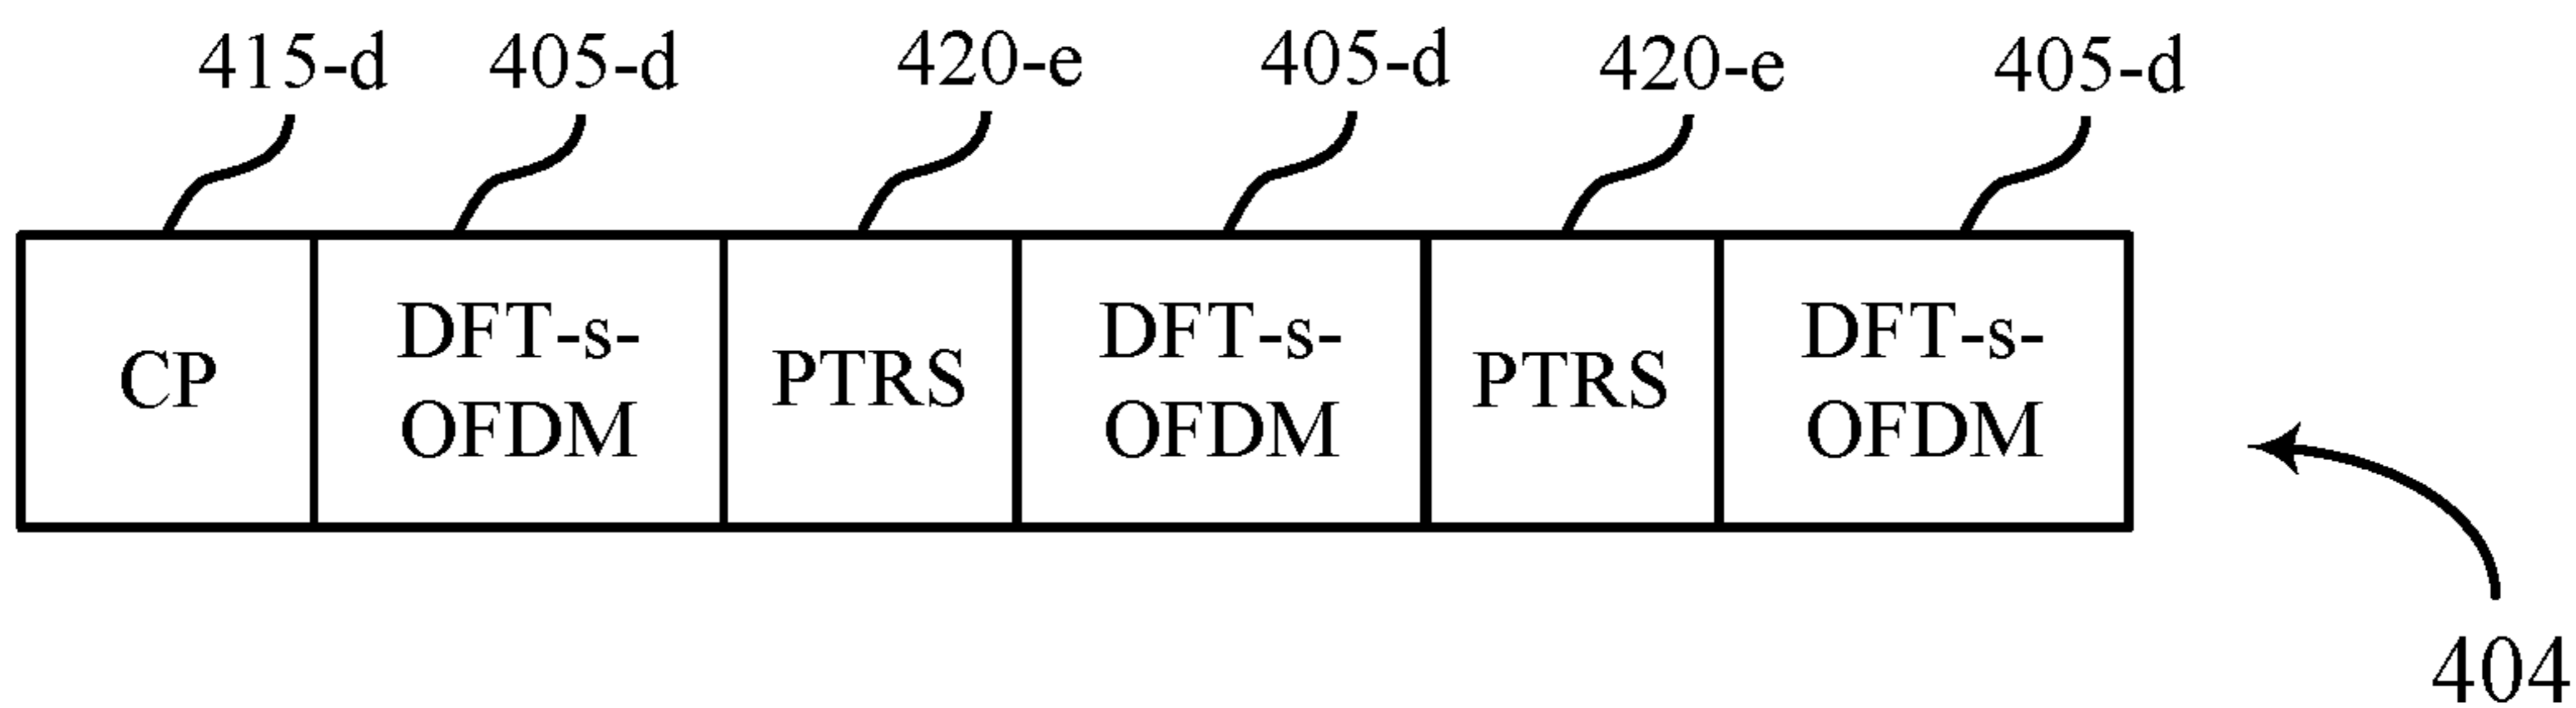 415-d 405-d 420-e 405-d 420-e 405-d
CP DFT-s-OFDM PTRS DFT-s-OFDM PTRS DFT-s-OFDM
404